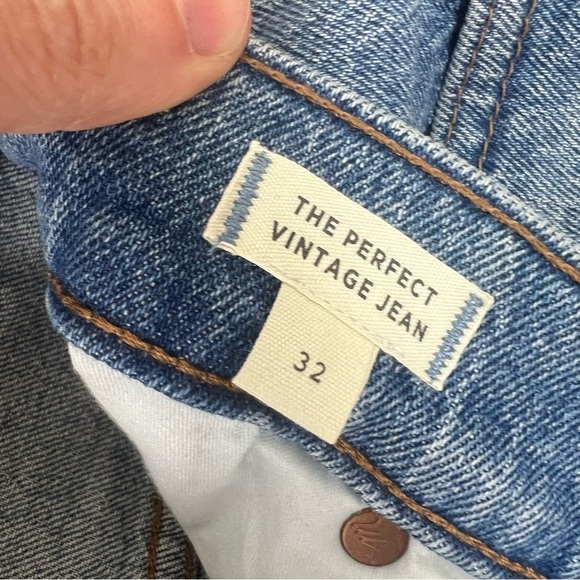 THE PERFECT
VINTAGE JEAN
32